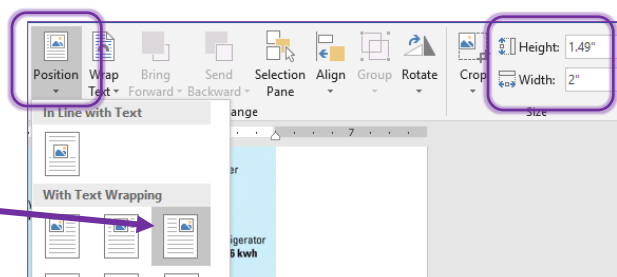 Height: 1.49"
Position Wrap Bring Send Selection Align Group Rotate Crop Width: 2"
Text Forward Backward Pane
In Line with Text ange Size
7
er
With Text Wrapping
igerator
6 kwh